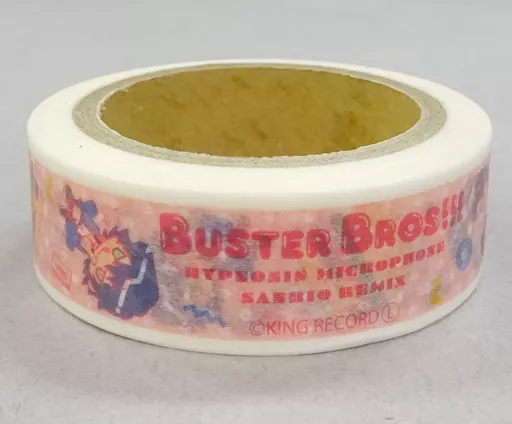 BUSTER BROS!!!
HYPNOSIS MICROPHONE
SANRIO REMIX
©KING RECORD Ⓛ